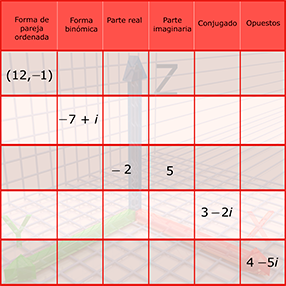 Forma de pareja ordenada
Forma binómica
Parte real
Parte imaginaria
Conjugado
Opuestos
(12,−1)
−7 + i
−2
5
3 −2i
4 −5i
Z
Y
X